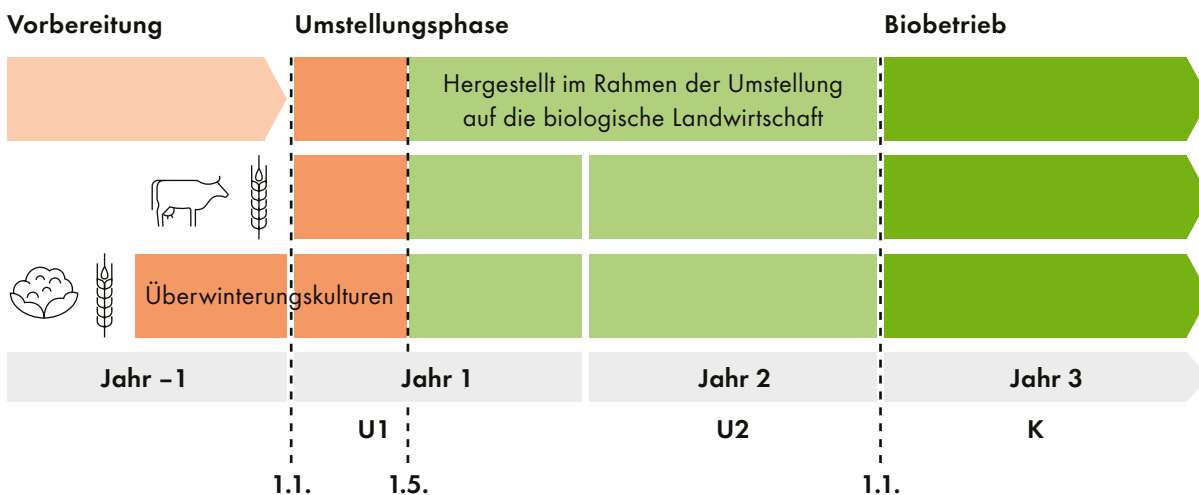 Vorbereitung
Umstellungsphase
Biobetrieb
Hergestellt im Rahmen der Umstellung
auf die biologische Landwirtschaft
Überwinterungskulturen
Jahr –1
Jahr 1
Jahr 2
Jahr 3
U1
U2
K
1.1.
1.5.
1.1.